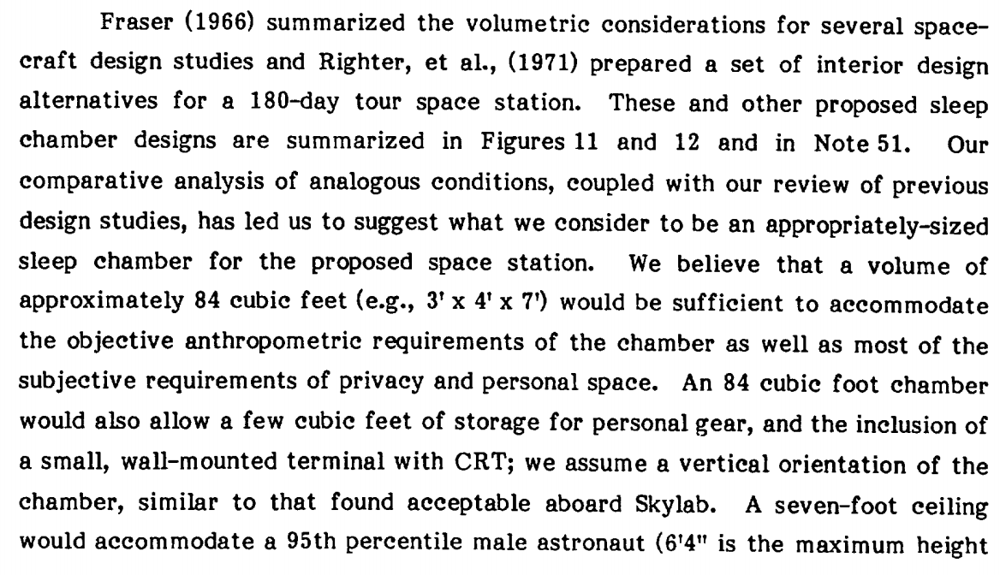 Fraser (1966) summarized the volumetric considerations for several space-
craft design studies and Righter, et al., (1971) prepared a set of interior design
alternatives for a 180-day tour space station. These and other proposed sleep
chamber designs are summarized in Figures 11 and 12 and in Note 51. Our
comparative analysis of analogous conditions, coupled with our review of previous
design studies, has led us to suggest what we consider to be an appropriately-sized
sleep chamber for the proposed space station. We believe that a volume of
approximately 84 cubic feet (e.g., 3' x 4' x 7') would be sufficient to accommodate
the objective anthropometric requirements of the chamber as well as most of the
subjective requirements of privacy and personal space. An 84 cubic foot chamber
would also allow a few cubic feet of storage for personal gear, and the inclusion of
a small, wall-mounted terminal with CRT; we assume a vertical orientation of the
chamber, similar to that found acceptable aboard Skylab. A seven-foot ceiling
would accommodate a 95th percentile male astronaut (6'4" is the maximum height